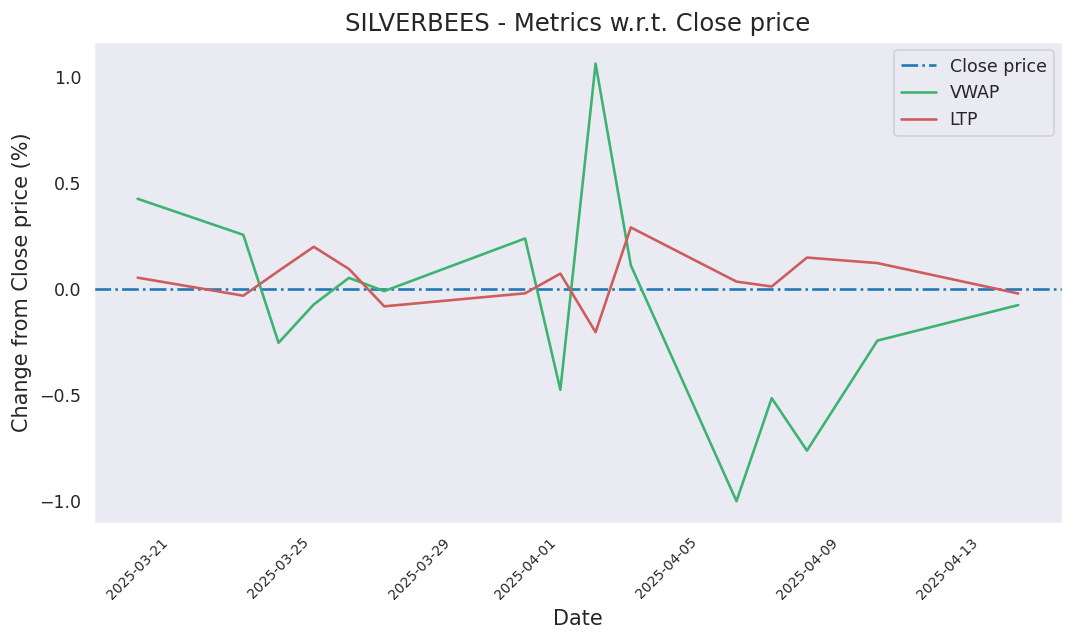 SILVERBEES - Metrics w.r.t. Close price
Close price
VWAP
LTP
Change from Close price (%)
1.0
0.5
0.0
−0.5
−1.0
2025-03-21
2025-03-25
2025-03-29
2025-04-01
2025-04-05
2025-04-09
2025-04-13
Date